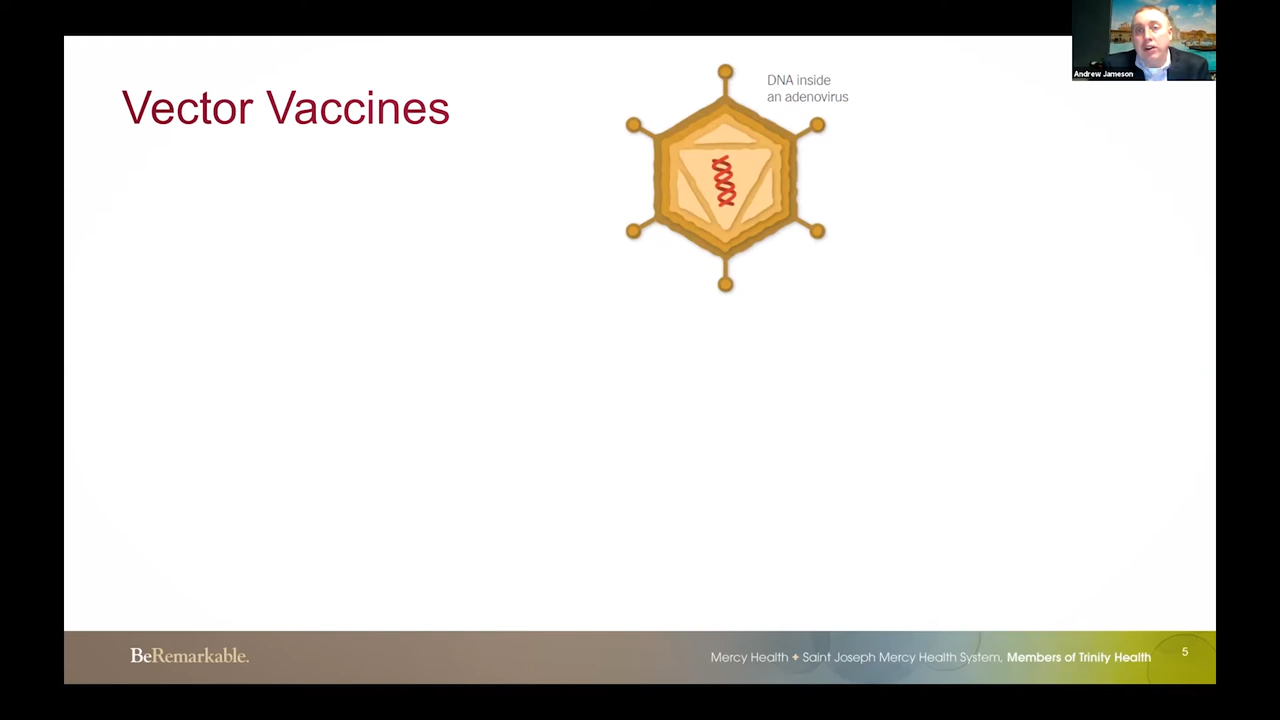 Vector Vaccines
DNA inside
an adenovirus
Andrew Jameson
BeRemarkable.
Mercy Health + Saint Joseph Mercy Health System, Members of Trinity Health
5